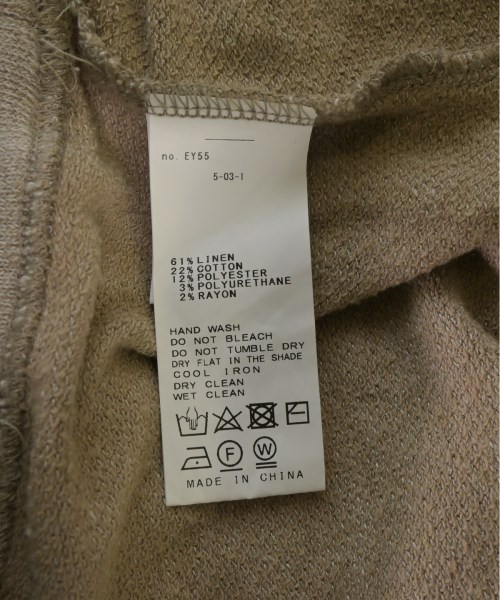 no. EY55
5-03-1
61% LINEN
22% COTTON
12% POLYESTER
3% POLYURETHANE
2% RAYON
HAND WASH
DO NOT BLEACH
DO NOT TUMBLE DRY
DRY FLAT IN THE SHADE
COOL IRON
DRY CLEAN
WET CLEAN
F W
MADE IN CHINA